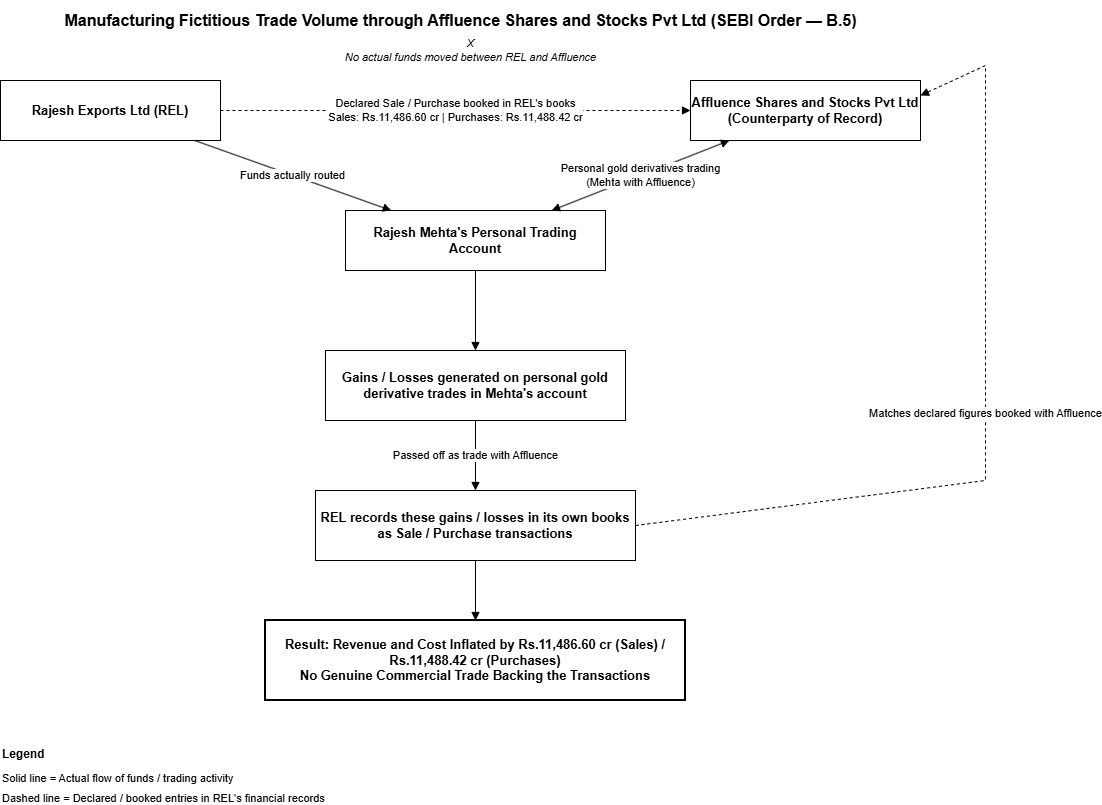 Manufacturing Fictitious Trade Volume through Affluence Shares and Stocks Pvt Ltd (SEBI Order — B.5)
X
No actual funds moved between REL and Affluence
Rajesh Exports Ltd (REL)
Declared Sale / Purchase booked in REL's books
Sales: Rs.11,486.60 cr | Purchases: Rs.11,488.42 cr
Affluence Shares and Stocks Pvt Ltd
(Counterparty of Record)
Funds actually routed
Personal gold derivatives trading
(Mehta with Affluence)
Rajesh Mehta's Personal Trading
Account
Gains / Losses generated on personal gold
derivative trades in Mehta's account
Matches declared figures booked with Affluence
Passed off as trade with Affluence
REL records these gains / losses in its own books
as Sale / Purchase transactions
Result: Revenue and Cost Inflated by Rs.11,486.60 cr (Sales) /
Rs.11,488.42 cr (Purchases)
No Genuine Commercial Trade Backing the Transactions
Legend
Solid line = Actual flow of funds / trading activity
Dashed line = Declared / booked entries in REL's financial records